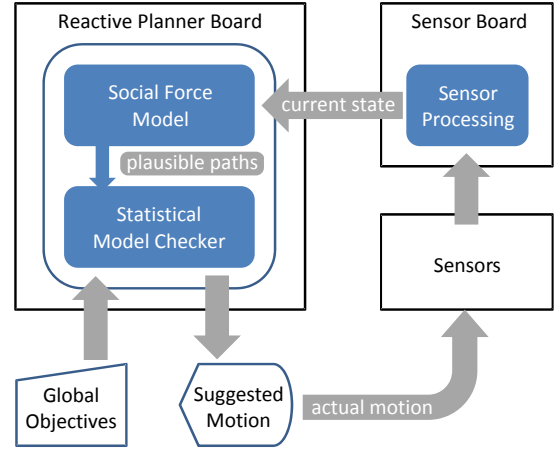 Reactive Planner Board
Sensor Board
Social Force
Model
current state
Sensor
Processing
plausible paths
Statistical
Model Checker
Sensors
Global
Objectives
Suggested
Motion
actual motion